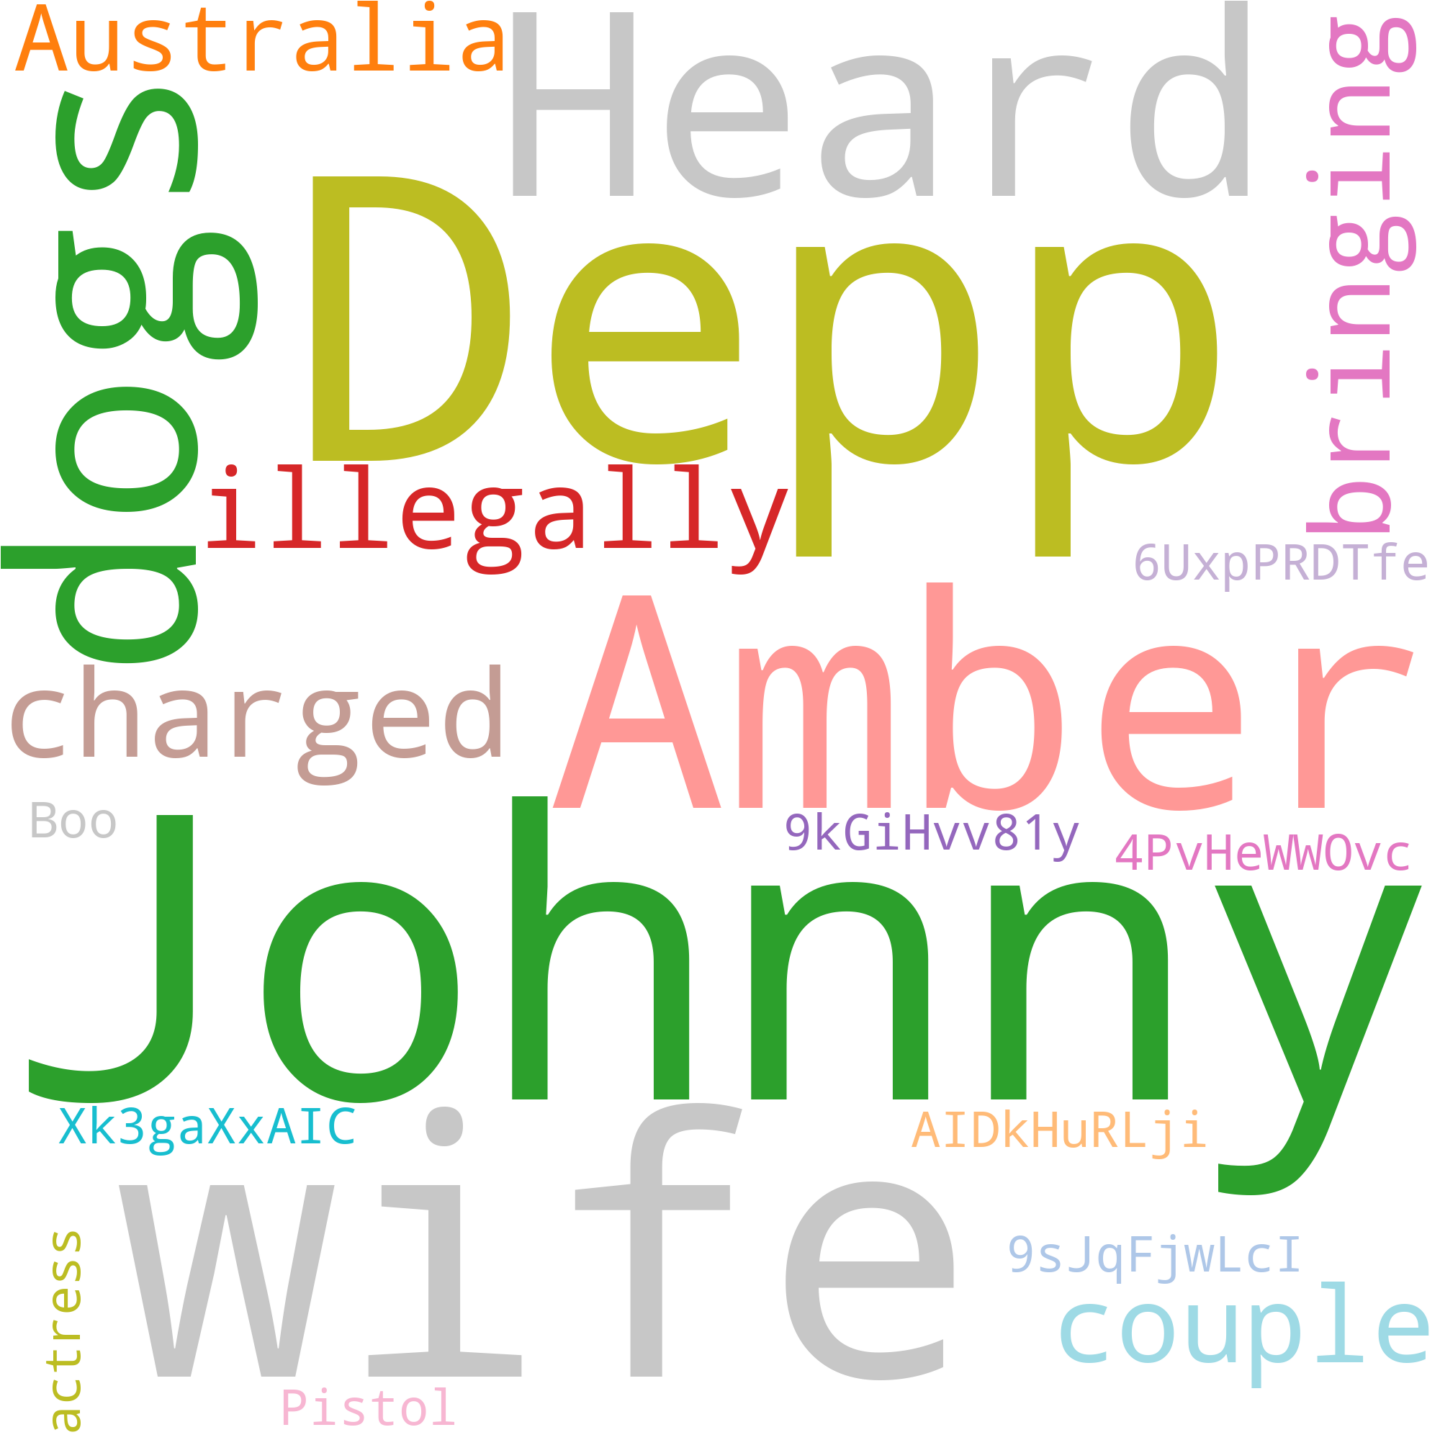 Australia
Heard
bringing
dogs
Depp
illegally
6UxpPRDTfe
Amber
charged
Boo
9kGiHvv81y
4PvHeWWOvc
Johnny
Xk3gaXxAIC
AIDkHuRLji
wife
actress
9sJqFjwLcI
couple
Pistol